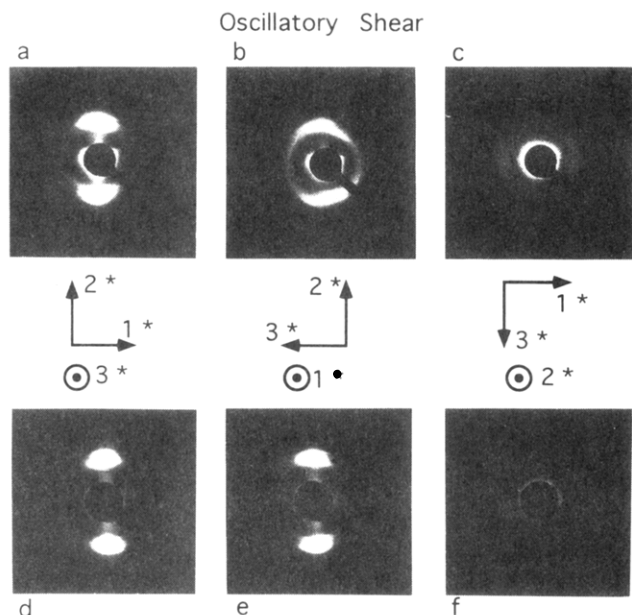 Oscillatory Shear
a b c
2 * 2 *
1 * 3 * 1 *
3 *
3 * 1 • 2 *
d e f